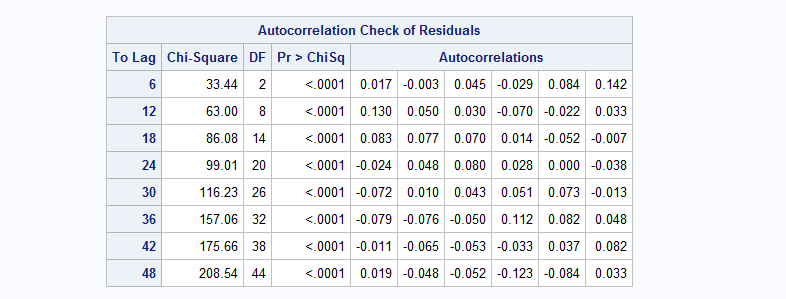 Autocorrelation Check of Residuals
To Lag Chi-Square DF Pr > ChiSq Autocorrelations
6 33.44 2 <.0001 0.017 -0.003 0.045 -0.029 0.084 0.142
12 63.00 8 <.0001 0.130 0.050 0.030 -0.070 -0.022 0.033
18 86.08 14 <.0001 0.083 0.077 0.070 0.014 -0.052 -0.007
24 99.01 20 <.0001 -0.024 0.048 0.080 0.028 0.000 -0.038
30 116.23 26 <.0001 -0.072 0.010 0.043 0.051 0.073 -0.013
36 157.06 32 <.0001 -0.079 -0.076 -0.050 0.112 0.082 0.048
42 175.66 38 <.0001 -0.011 -0.065 -0.053 -0.033 0.037 0.082
48 208.54 44 <.0001 0.019 -0.048 -0.052 -0.123 -0.084 0.033